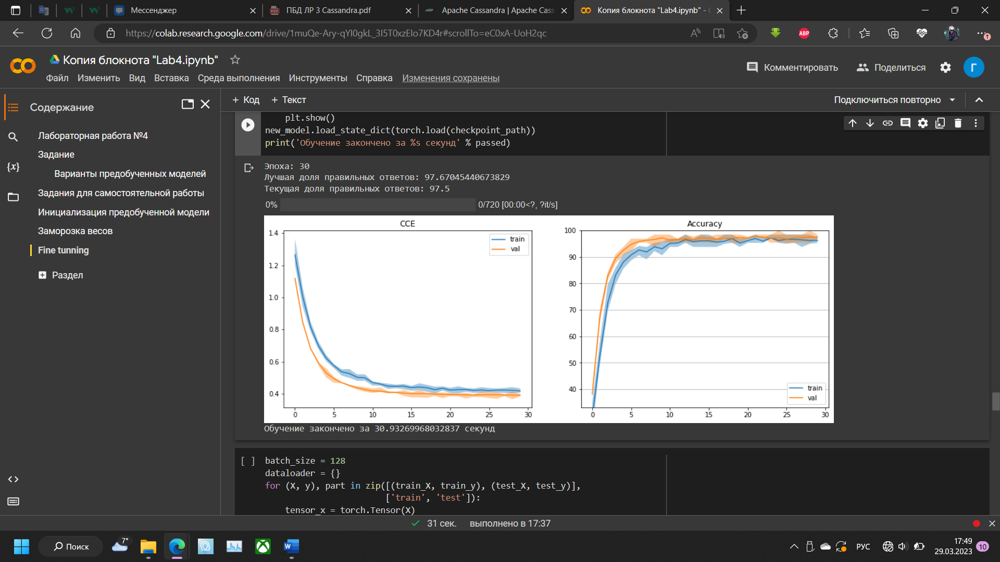 Мессенджер
ПБД ЛР 3 Cassandra.pdf
Apache Cassandra | Apache Cass
Копия блокнота "Lab4.ipynb" - C
https://colab.research.google.com/drive/1muQe-Ary-qYI0gkL_3I5T0xzEIo7KD4r#scrollTo=eC0xA-UoH2qc
ABP
Копия блокнота "Lab4.ipynb"
Комментировать
Поделиться
Г
Файл Изменить Вид Вставка Среда выполнения Инструменты Справка Изменения сохранены
Содержание
+ Код + Текст
Подключиться повторно
Лабораторная работа №4
Задание
Варианты предобученных моделей
Задания для самостоятельной работы
Инициализация предобученной модели
Заморозка весов
Fine tunning
Раздел
{x}
plt.show()
new_model.load_state_dict(torch.load(checkpoint_path))
print('Обучение закончено за %s секунд' % passed)
Эпоха: 30
Лучшая доля правильных ответов: 97.67045440673829
Текущая доля правильных ответов: 97.5
0% 0/720 [00:00<?, ?it/s]
CCE
1.4
1.2
1.0
0.8
0.6
0.4
0 5 10 15 20 25 30
train
val
Accuracy
100
90
80
70
60
50
40
0 5 10 15 20 25 30
train
val
Обучение закончено за 30.93269968032837 секунд
[ ] batch_size = 128
dataloader = {}
for (X, y), part in zip([(train_X, train_y), (test_X, test_y)],
['train', 'test']):
tensor_x = torch.Tensor(X)
31 сек. выполнено в 17:37
Поиск
7°
W
РУС
17:49
29.03.2023
10